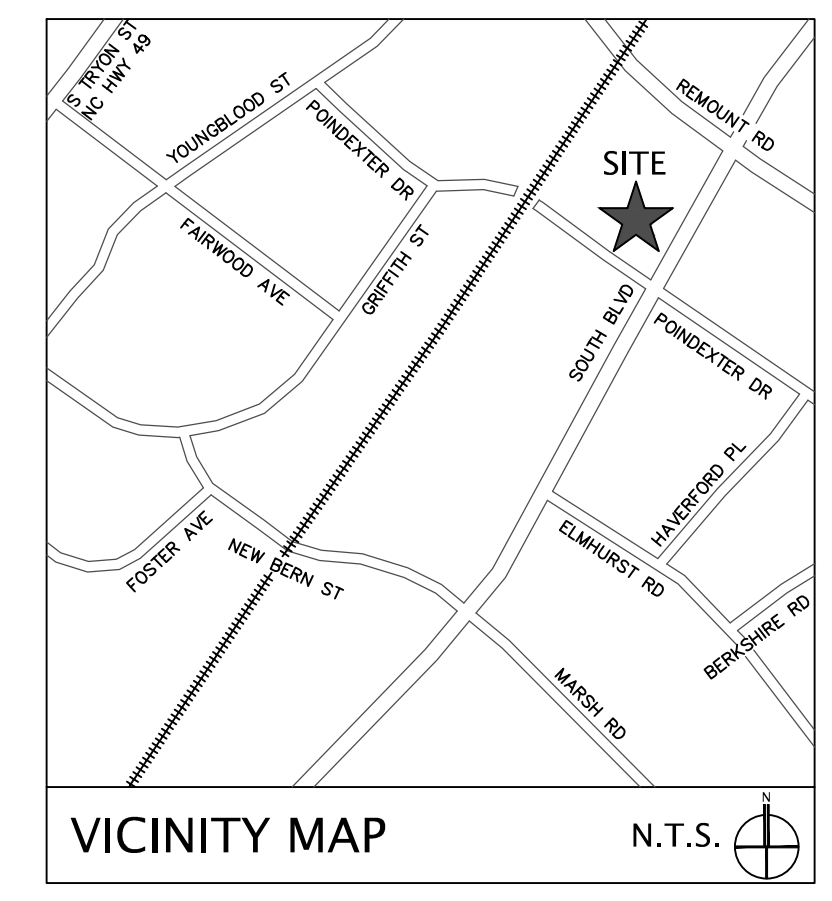 S TRYON ST
NC HWY 49
YOUNGBLOOD ST
POINDEXTER DR
REMOUNT RD
SITE
FAIRWOOD AVE
GRIFFITH ST
SOUTH BLVD
POINDEXTER DR
HAVERFORD PL
ELMHURST RD
FOSTER AVE
NEW BERN ST
BERKSHIRE RD
MARSH RD
VICINITY MAP
N.T.S.
N